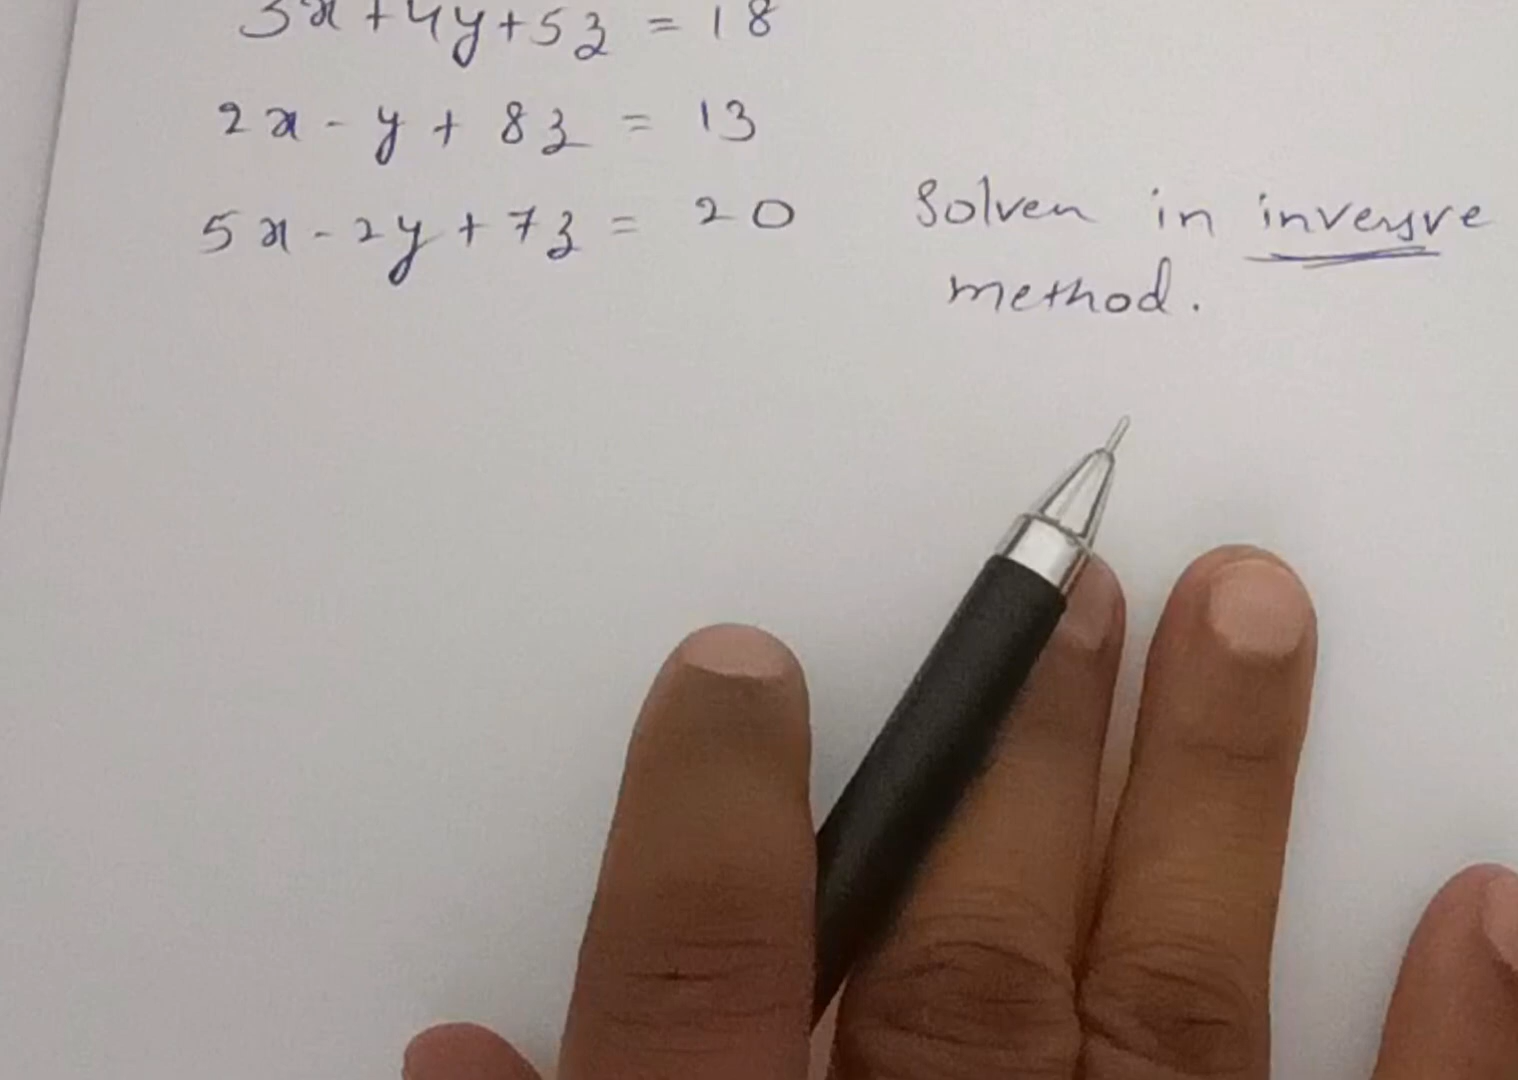 3x + 4y + 5z = 18
2x - y + 8z = 13
5x - 2y + 7z = 20
Solven in inversve
method.